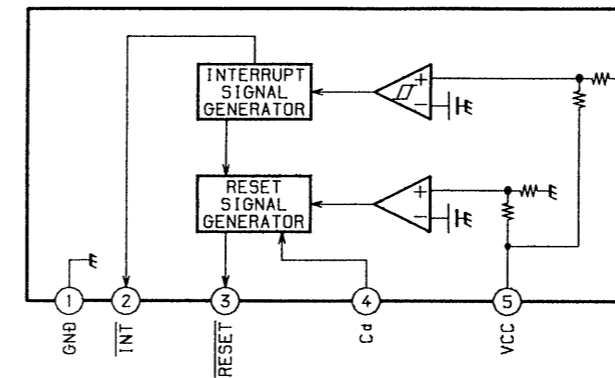 INTERRUPT
SIGNAL
GENERATOR
+
−
RESET
SIGNAL
GENERATOR
+
−
1
2
3
4
5
GND
INT
RESET
Cd
VCC